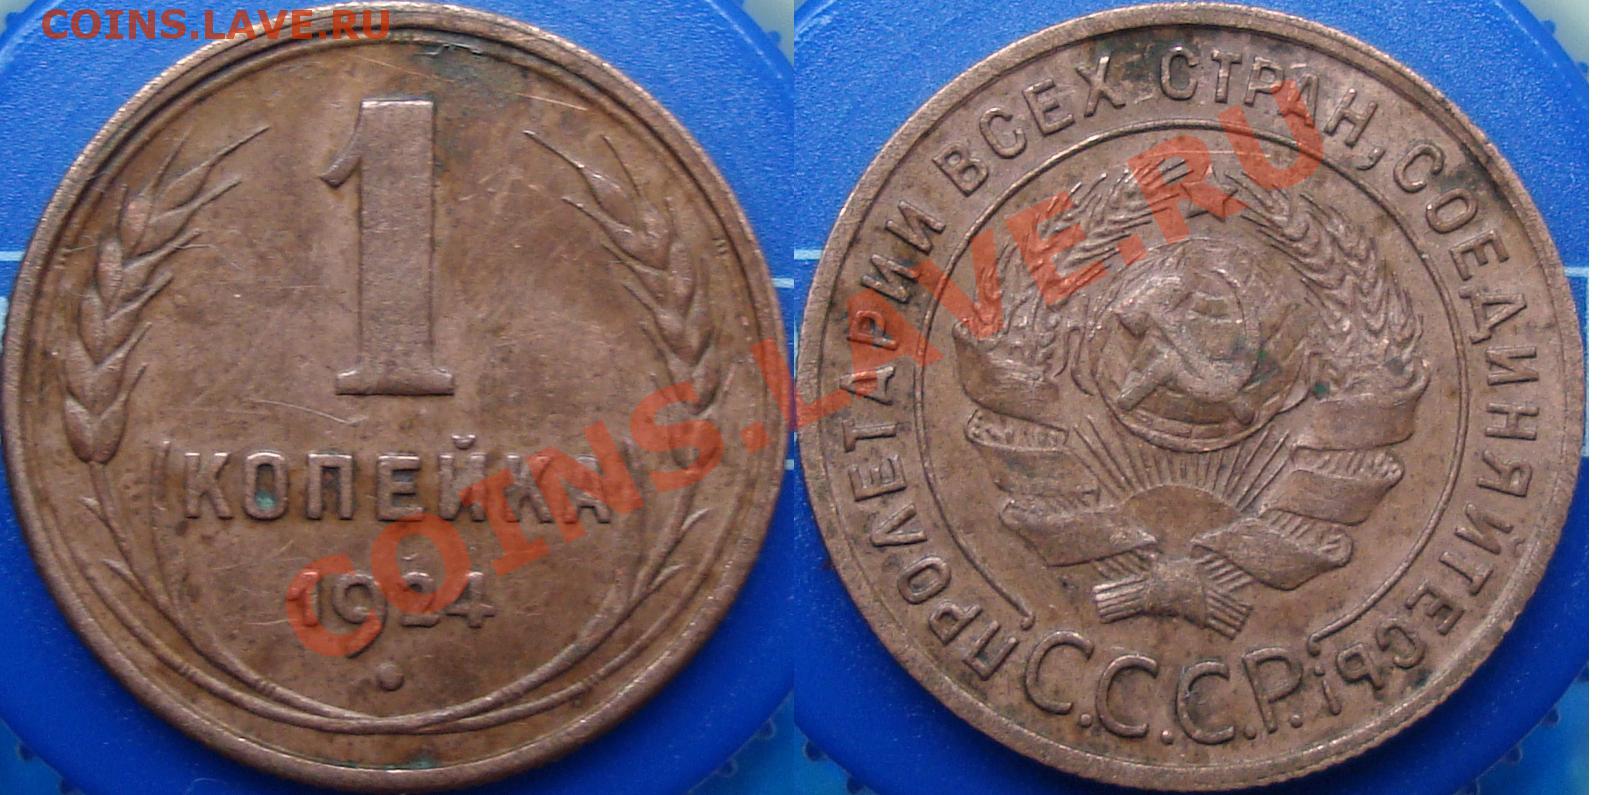 COINS.LAVE.RU
1
КОПЕЙКА
1924
ПРОЛЕТАРИИ ВСЕХ СТРАН, СОЕДИНЯЙТЕСЬ!
С.С.С.Р.
COINS.LAVE.RU